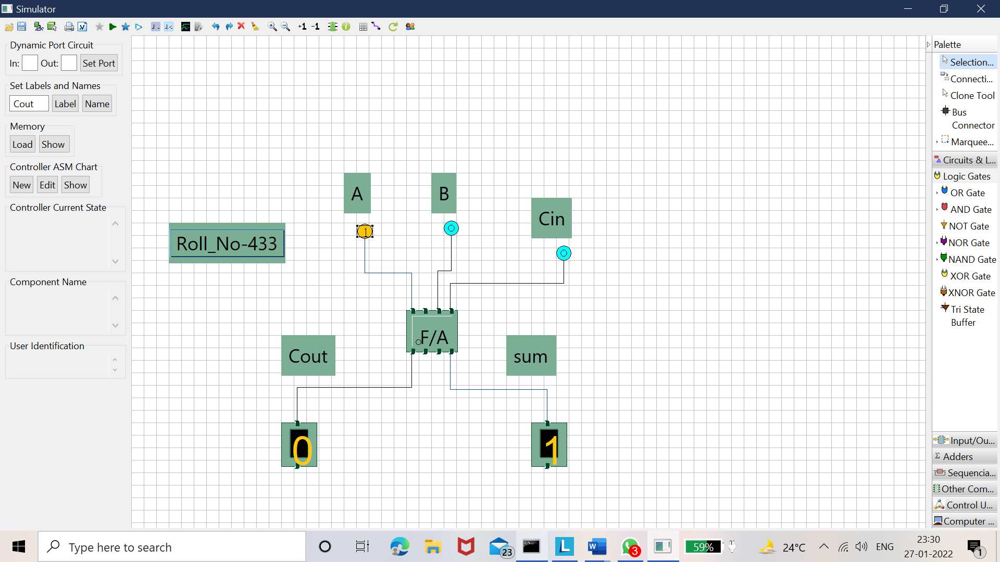 Simulator
+1 -1
Dynamic Port Circuit
In: Out: Set Port
Set Labels and Names
Cout Label Name
Memory
Load Show
Controller ASM Chart
New Edit Show
Controller Current State
Component Name
User Identification
Roll_No-433
A
B
Cin
1
F/A
Cout
sum
0
1
Palette
Selection...
Connecti...
Clone Tool
Bus
Connector
Marquee...
Circuits & L...
Logic Gates
OR Gate
AND Gate
NOT Gate
NOR Gate
NAND Gate
XOR Gate
XNOR Gate
Tri State
Buffer
Input/Ou...
Adders
Sequencia...
Other Com...
Control U...
Computer ...
Type here to search
23
L
W
3
59%
24°C
ENG
23:30
27-01-2022
1